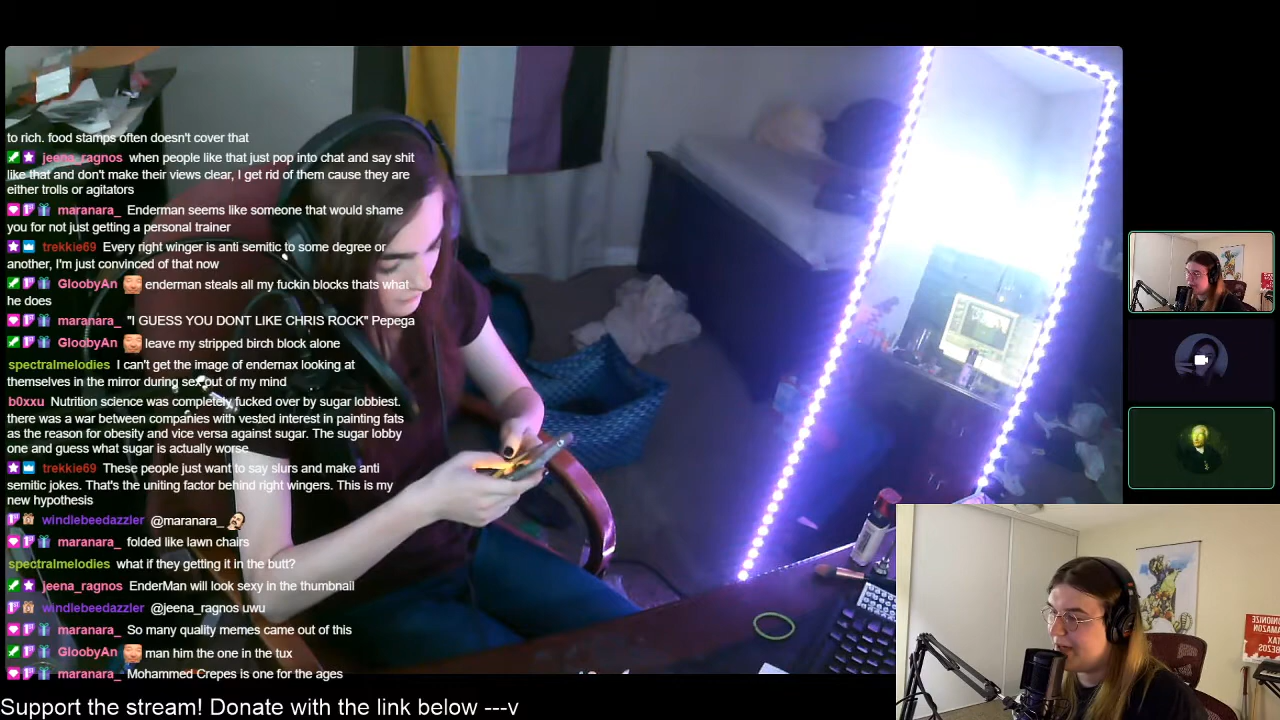 to rich. food stamps often doesn't cover that
jeena_ragnos when people like that just pop into chat and say shit
like that and don't make their views clear, I get rid of them cause they are
either trolls or agitators
maranara_ Enderman seems like someone that would shame
you for not just getting a personal trainer
trekkie69 Every right winger is anti semitic to some degree or
another, I'm just convinced of that now
GloobyAn enderman steals all my fuckin blocks thats what
he does
maranara_ "I GUESS YOU DONT LIKE CHRIS ROCK" Pepega
GloobyAn leave my stripped birch block alone
spectralmelodies I can't get the image of endermax looking at
themselves in the mirror during sex out of my mind
b0xxu Nutrition science was completely fucked over by sugar lobbiest.
there was a war between companies with vested interest in painting fats
as the reason for obesity and vice versa against sugar. The sugar lobby
one and guess what sugar is actually worse
trekkie69 These people just want to say slurs and make anti
semitic jokes. That's the uniting factor behind right wingers. This is my
new hypothesis
windlebeedazzler @maranara_
maranara_ folded like lawn chairs
spectralmelodies what if they getting it in the butt?
jeena_ragnos EnderMan will look sexy in the thumbnail
windlebeedazzler @jeena_ragnos uwu
maranara_ So many quality memes came out of this
GloobyAn man him the one in the tux
maranara_ Mohammed Crepes is one for the ages
UNIONIZE
AMAZON
TAX
BEZOS
Support the stream! Donate with the link below ---v